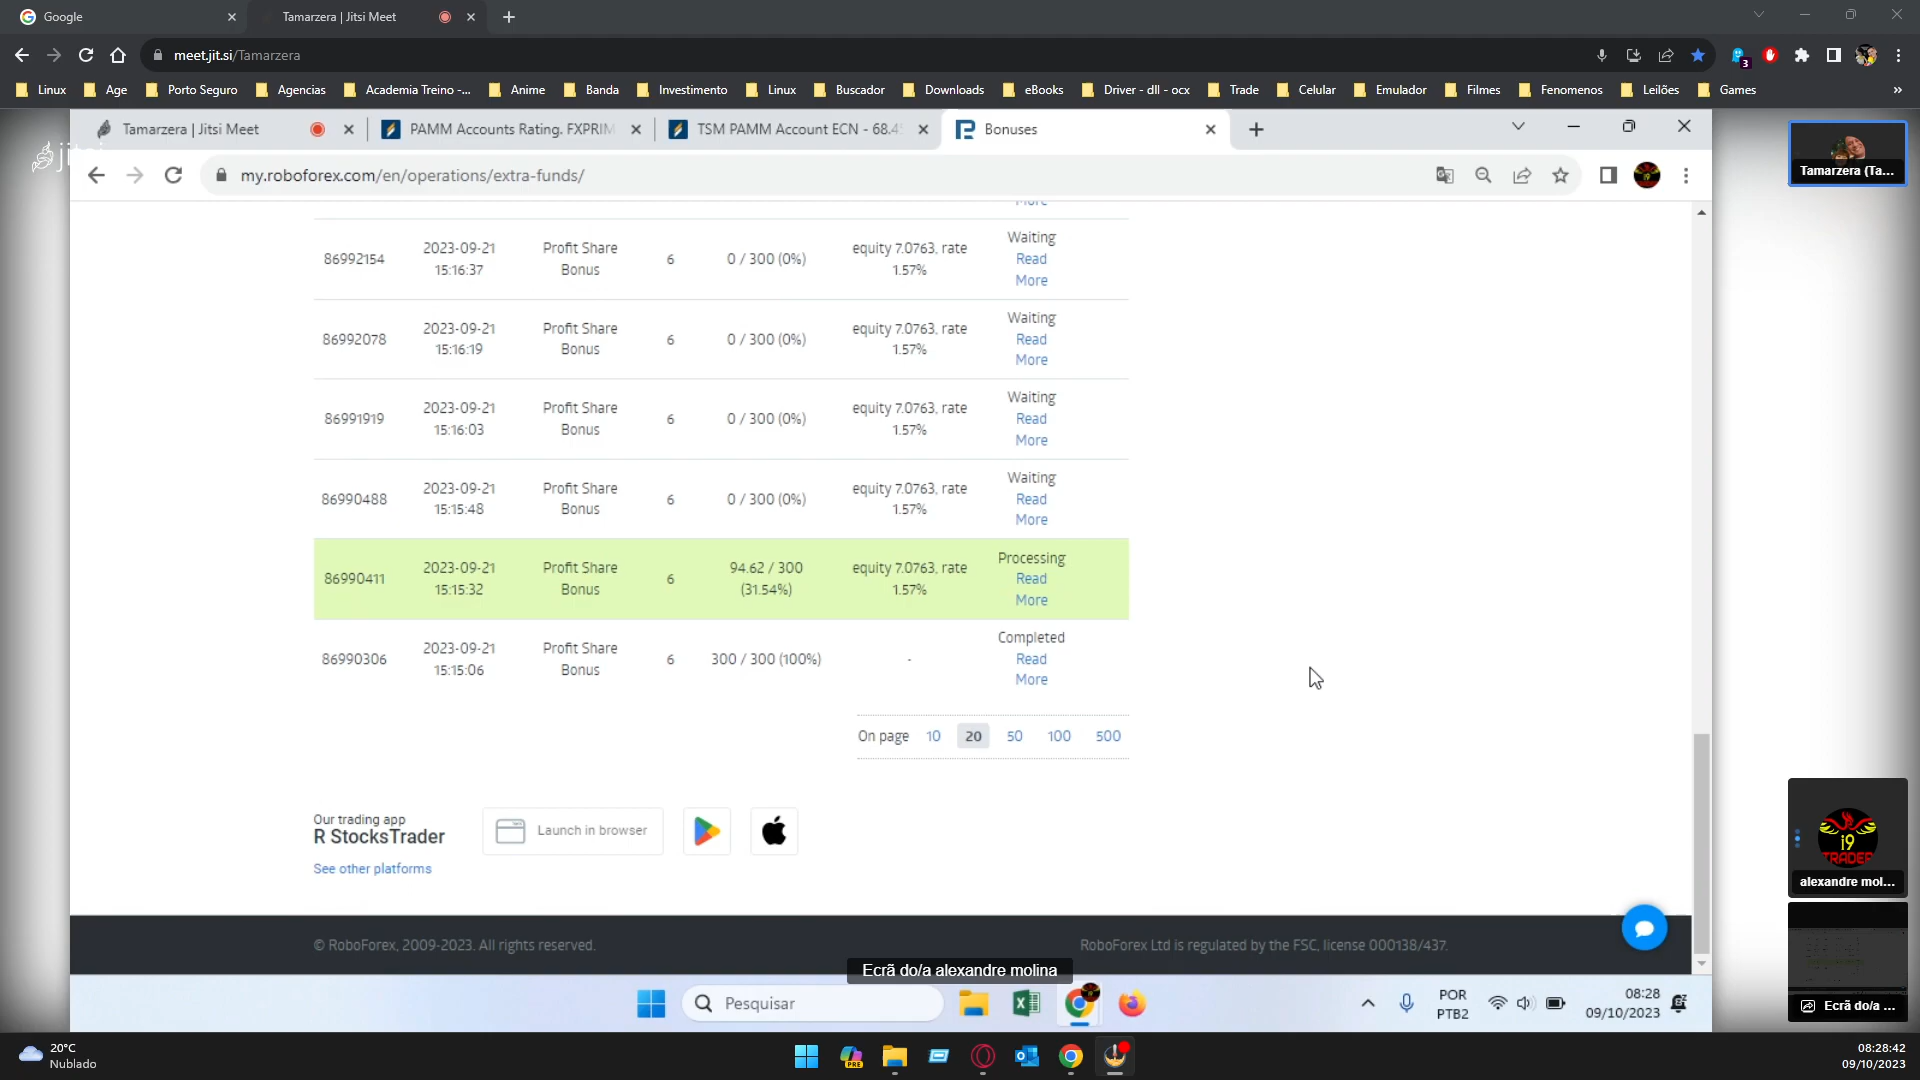 Google
Tamarzera | Jitsi Meet
meet.jit.si/Tamarzera
3
Linux
Age
Porto Seguro
Agencias
Academia Treino -...
Anime
Banda
Investimento
Linux
Buscador
Downloads
eBooks
Driver - dll - ocx
Trade
Celular
Emulador
Filmes
Fenomenos
Leilões
Games
»
Tamarzera | Jitsi Meet
PAMM Accounts Rating. FXPRIM
TSM PAMM Account ECN - 68.45
Bonuses
jitsi
my.roboforex.com/en/operations/extra-funds/
Tamarzera (Ta...
More
86992154
2023-09-21
15:16:37
Profit Share
Bonus
6
0 / 300 (0%)
equity 7.0763, rate
1.57%
Waiting
Read
More
86992078
2023-09-21
15:16:19
Profit Share
Bonus
6
0 / 300 (0%)
equity 7.0763, rate
1.57%
Waiting
Read
More
86991919
2023-09-21
15:16:03
Profit Share
Bonus
6
0 / 300 (0%)
equity 7.0763, rate
1.57%
Waiting
Read
More
86990488
2023-09-21
15:15:48
Profit Share
Bonus
6
0 / 300 (0%)
equity 7.0763, rate
1.57%
Waiting
Read
More
86990411
2023-09-21
15:15:32
Profit Share
Bonus
6
94.62 / 300
(31.54%)
equity 7.0763, rate
1.57%
Processing
Read
More
86990306
2023-09-21
15:15:06
Profit Share
Bonus
6
300 / 300 (100%)
-
Completed
Read
More
On page 10 20 50 100 500
Our trading app
R StocksTrader
Launch in browser
See other platforms
i9
TRADER
alexandre mol...
© RoboForex, 2009-2023. All rights reserved.
RoboForex Ltd is regulated by the FSC, license 000138/437.
Ecrã do/a alexandre molina
Pesquisar
POR
PTB2
08:28
09/10/2023
Ecrã do/a ...
20°C
Nublado
PRE
08:28:42
09/10/2023